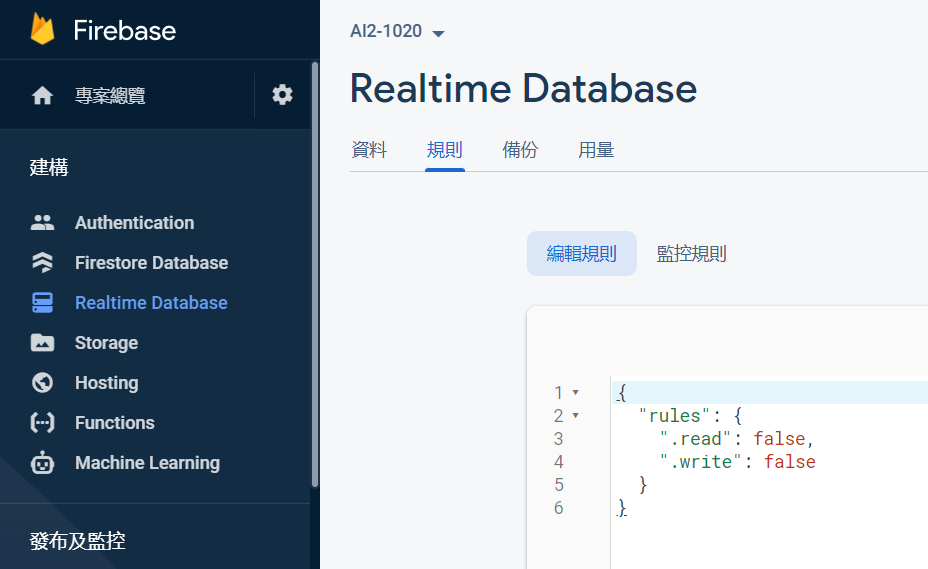 Firebase
專案總覽
建構
Authentication
Firestore Database
Realtime Database
Storage
Hosting
Functions
Machine Learning
發布及監控
AI2-1020
Realtime Database
資料 規則 備份 用量
編輯規則 監控規則
1 {
2 "rules": {
3 ".read": false,
4 ".write": false
5 }
6 }